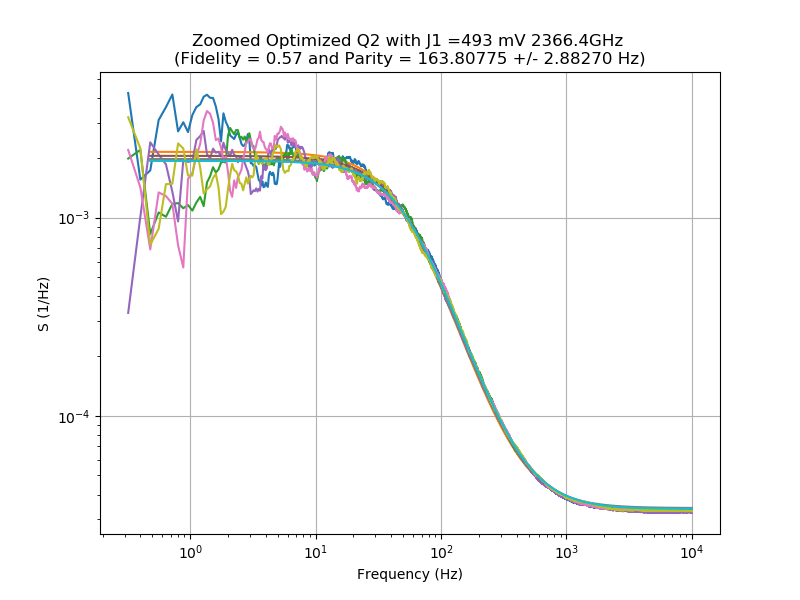 Zoomed Optimized Q2 with J1 =493 mV 2366.4GHz
(Fidelity = 0.57 and Parity = 163.80775 +/- 2.88270 Hz)
S (1/Hz)
10⁻³
10⁻⁴
10⁰ 10¹ 10² 10³ 10⁴
Frequency (Hz)